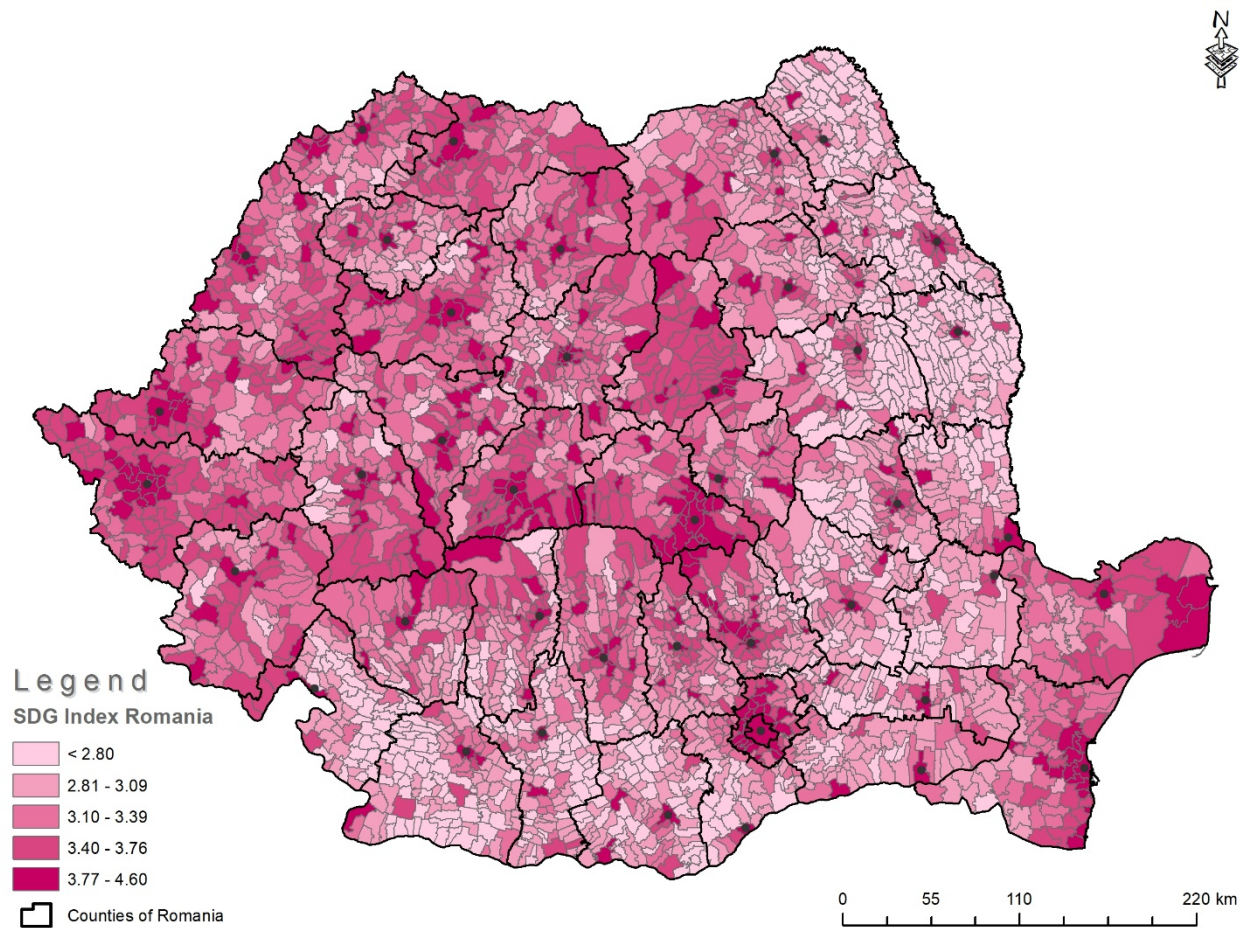 N
Legend
SDG Index Romania
< 2.80
2.81 - 3.09
3.10 - 3.39
3.40 - 3.76
3.77 - 4.60
Counties of Romania
0 55 110 220 km